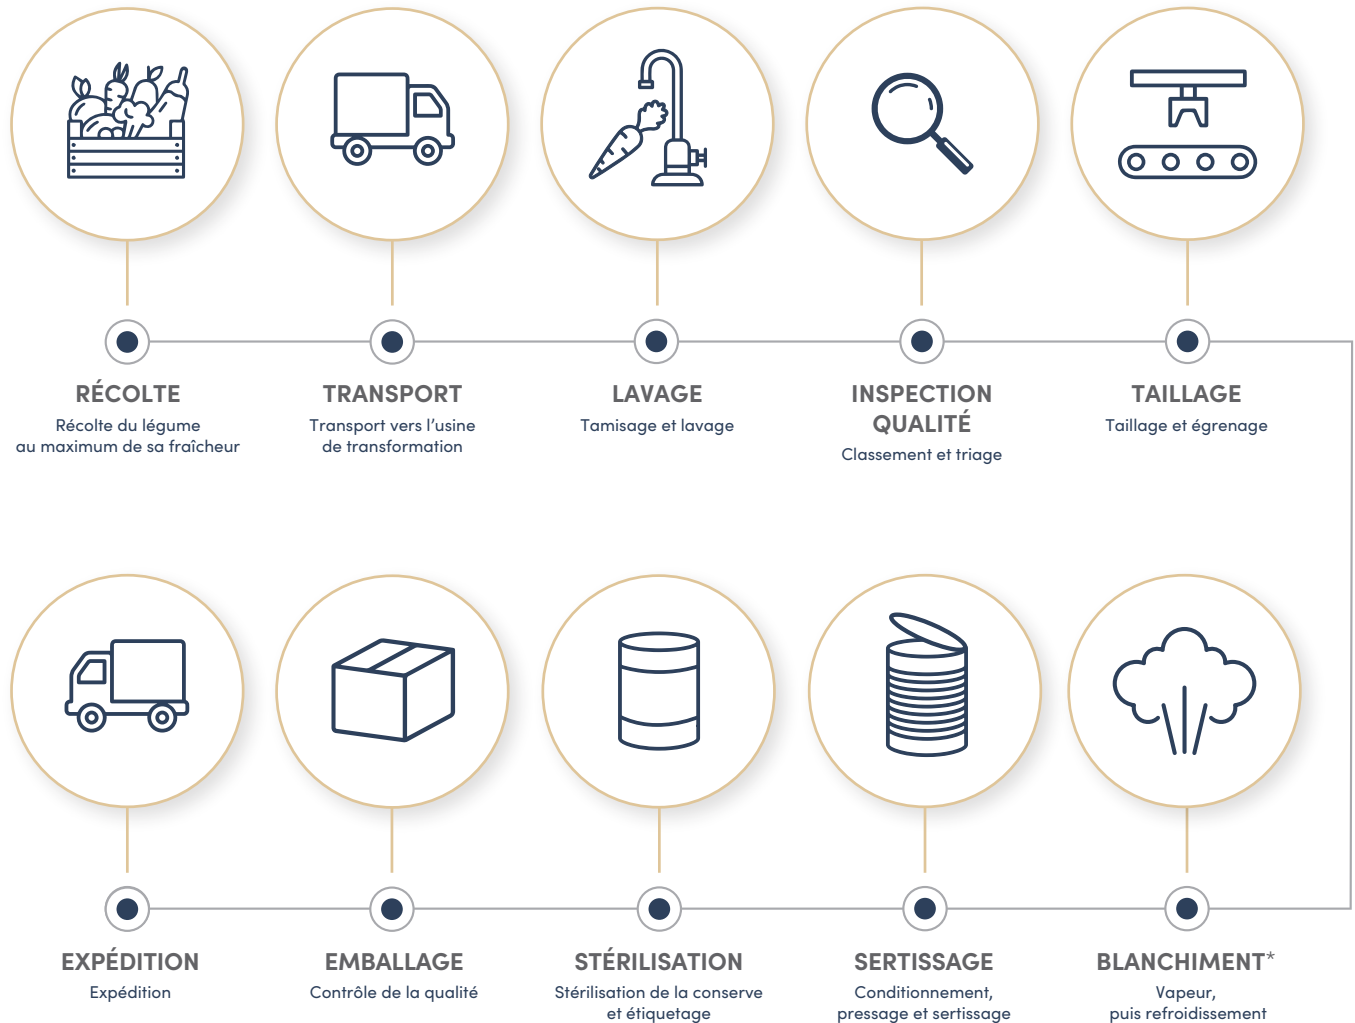 RÉCOLTE
Récolte du légume
au maximum de sa fraîcheur
TRANSPORT
Transport vers l’usine
de transformation
LAVAGE
Tamisage et lavage
INSPECTION
QUALITÉ
Classement et triage
TAILLAGE
Taillage et égrenage
EXPÉDITION
Expédition
EMBALLAGE
Contrôle de la qualité
STÉRILISATION
Stérilisation de la conserve
et étiquetage
SERTISSAGE
Conditionnement,
pressage et sertissage
BLANCHIMENT*
Vapeur,
puis refroidissement